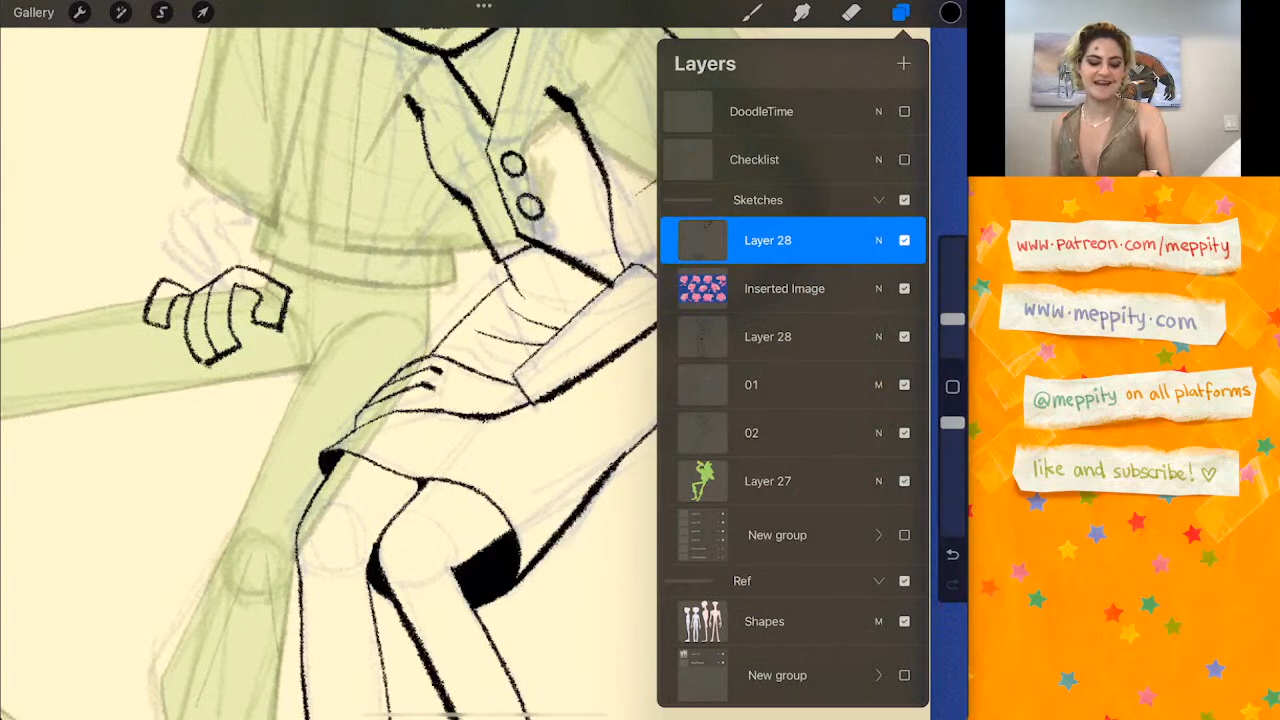 Gallery
Layers
DoodleTime N
Checklist N
Sketches
Layer 28 N
Inserted Image N
Layer 28 N
01 M
02 N
Layer 27 N
New group
Ref
Shapes M
New group
www.patreon.com/meppity
www.meppity.com
@meppity on all platforms
like and subscribe! ♡